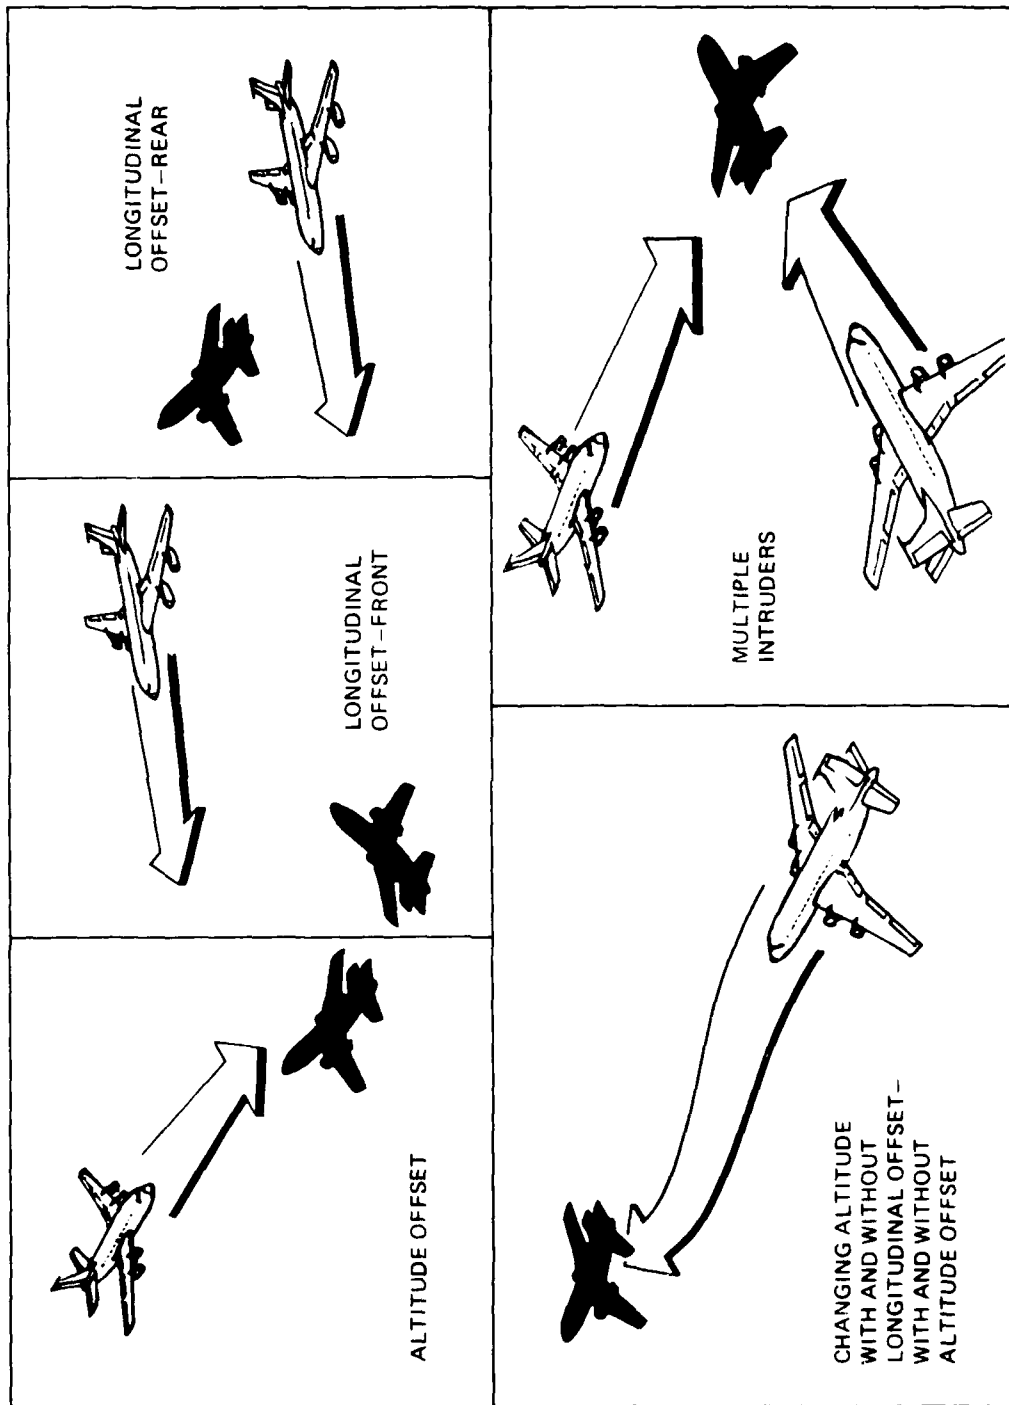 ALTITUDE OFFSET
LONGITUDINAL
OFFSET–FRONT
LONGITUDINAL
OFFSET–REAR
CHANGING ALTITUDE
WITH AND WITHOUT
LONGITUDINAL OFFSET–
WITH AND WITHOUT
ALTITUDE OFFSET
MULTIPLE
INTRUDERS